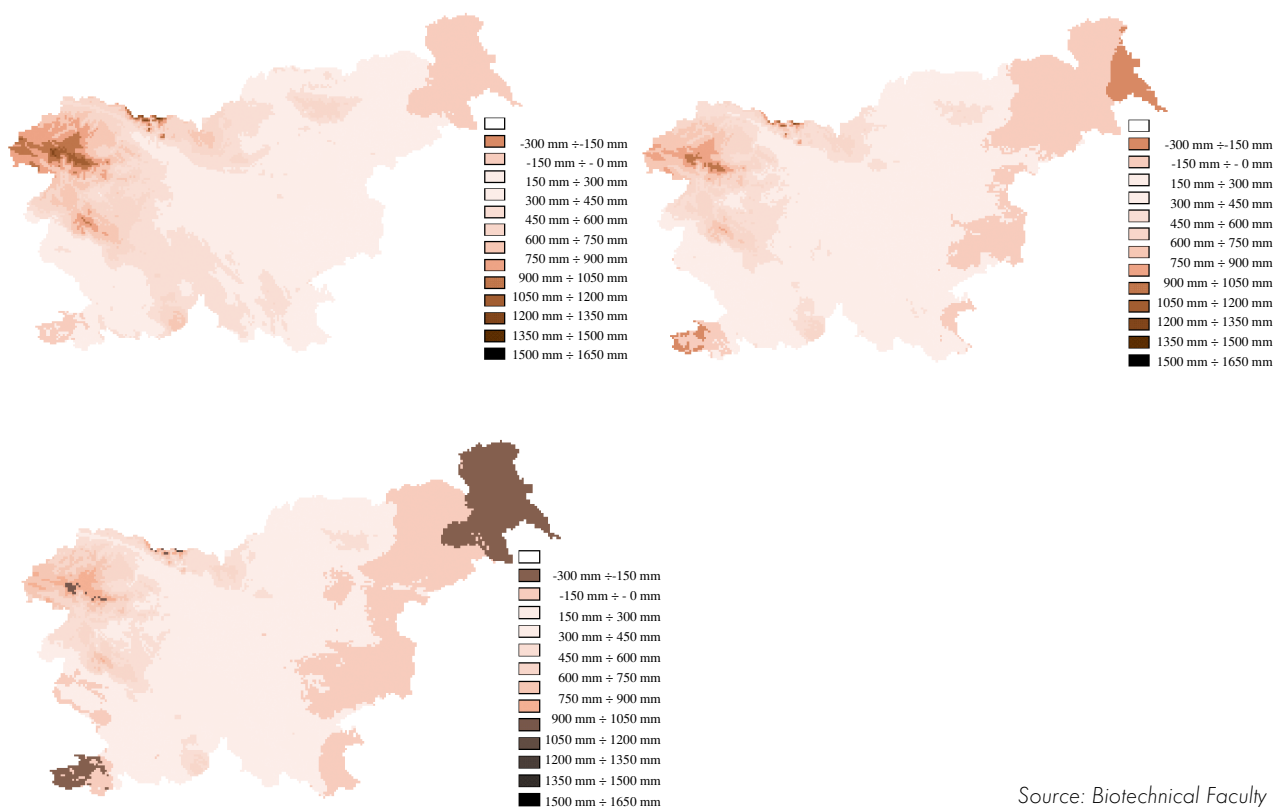 -300 mm ÷-150 mm
-150 mm ÷ - 0 mm
150 mm ÷ 300 mm
300 mm ÷ 450 mm
450 mm ÷ 600 mm
600 mm ÷ 750 mm
750 mm ÷ 900 mm
900 mm ÷ 1050 mm
1050 mm ÷ 1200 mm
1200 mm ÷ 1350 mm
1350 mm ÷ 1500 mm
1500 mm ÷ 1650 mm
-300 mm ÷-150 mm
-150 mm ÷ - 0 mm
150 mm ÷ 300 mm
300 mm ÷ 450 mm
450 mm ÷ 600 mm
600 mm ÷ 750 mm
750 mm ÷ 900 mm
900 mm ÷ 1050 mm
1050 mm ÷ 1200 mm
1200 mm ÷ 1350 mm
1350 mm ÷ 1500 mm
1500 mm ÷ 1650 mm
-300 mm ÷-150 mm
-150 mm ÷ - 0 mm
150 mm ÷ 300 mm
300 mm ÷ 450 mm
450 mm ÷ 600 mm
600 mm ÷ 750 mm
750 mm ÷ 900 mm
900 mm ÷ 1050 mm
1050 mm ÷ 1200 mm
1200 mm ÷ 1350 mm
1350 mm ÷ 1500 mm
1500 mm ÷ 1650 mm
Source: Biotechnical Faculty